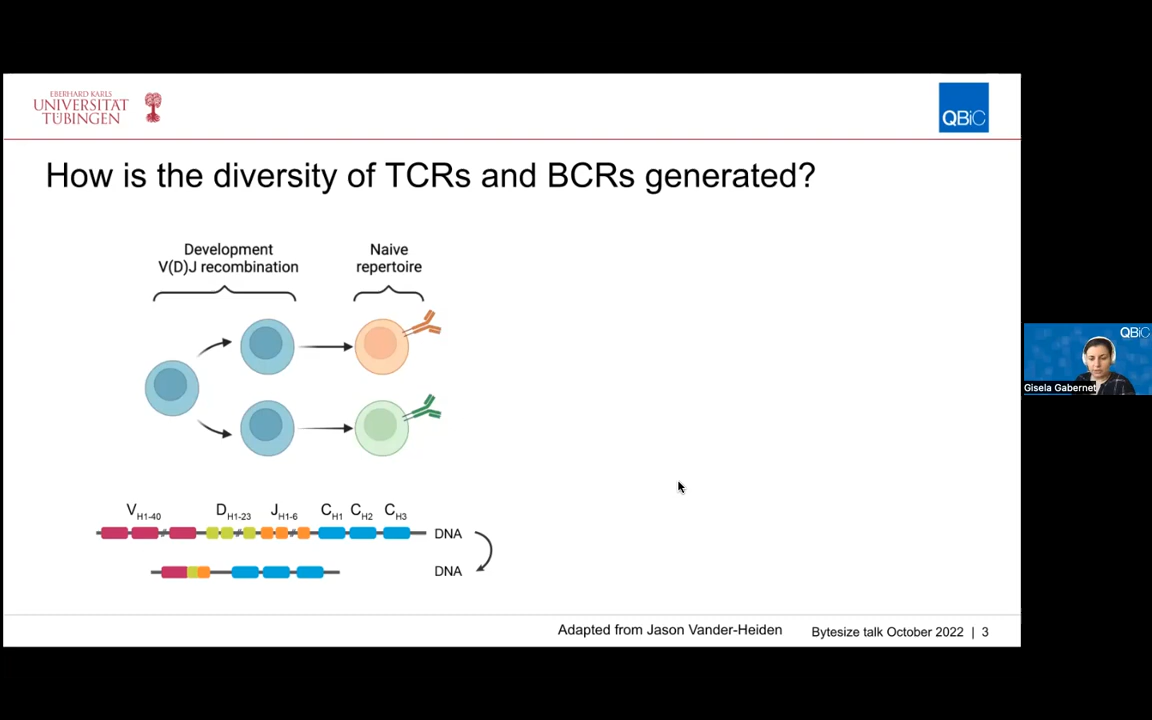 EBERHARD KARLS
UNIVERSITÄT
TÜBINGEN
QBiC
How is the diversity of TCRs and BCRs generated?
Development
V(D)J recombination
Naive
repertoire
VH1-40 DH1-23 JH1-6 CH1 CH2 CH3
DNA
DNA
Adapted from Jason Vander-Heiden
Bytesize talk October 2022 | 3
QBiC
Gisela Gabernet